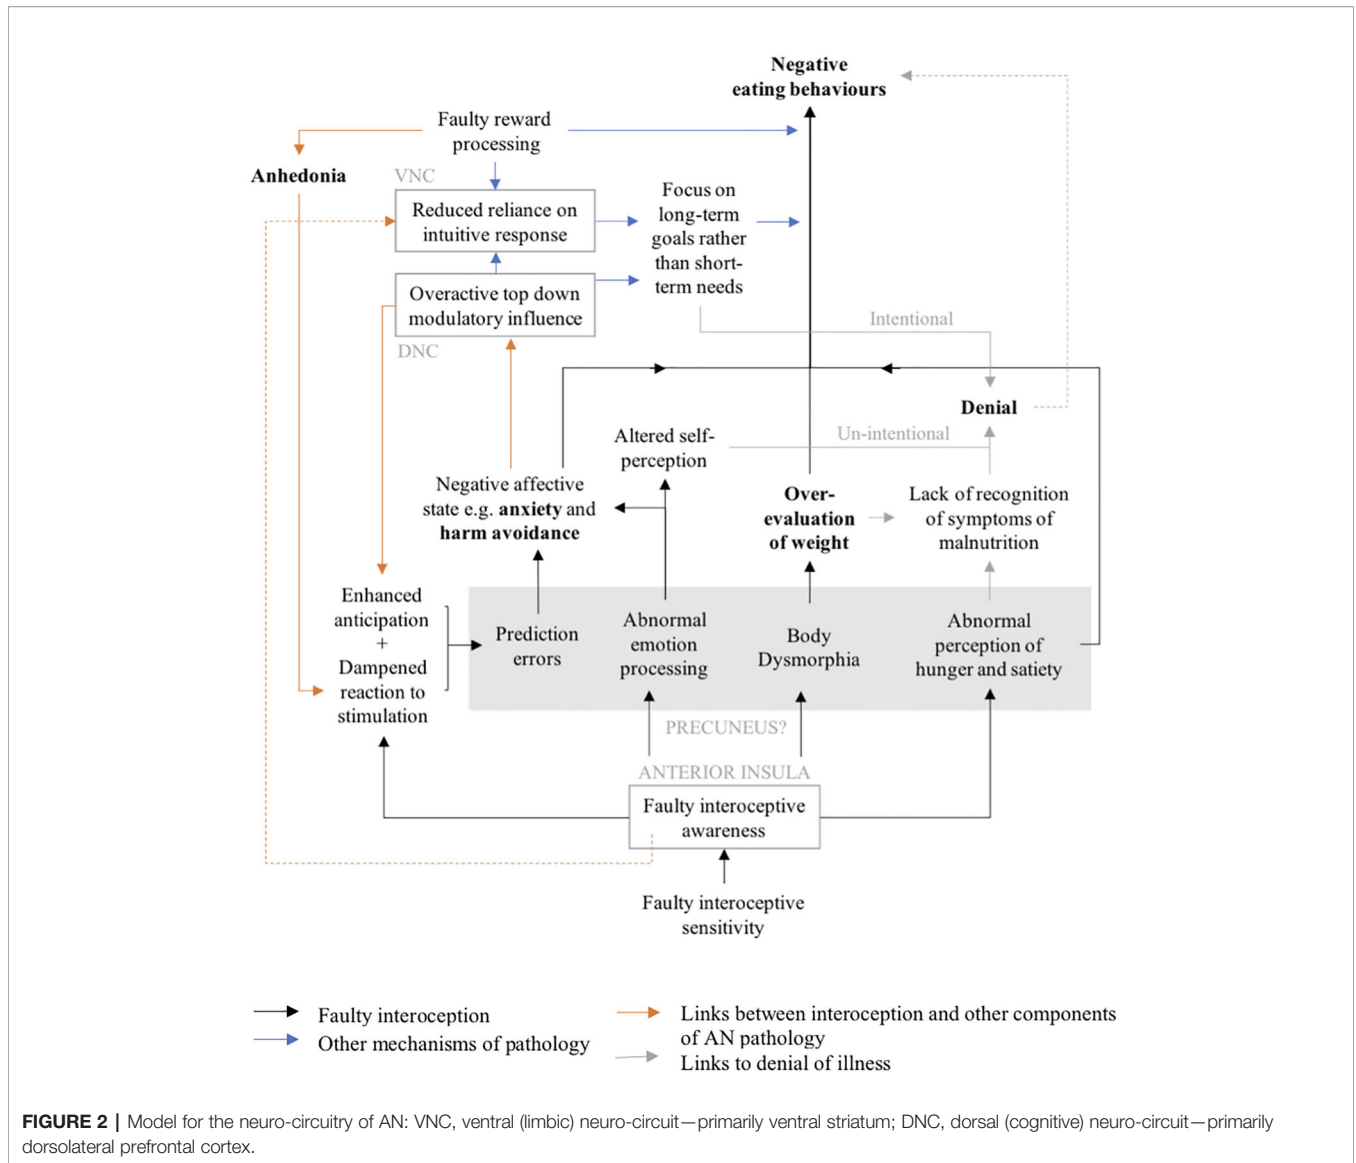 Negative
eating behaviours
Faulty reward
processing
Anhedonia
VNC
Reduced reliance on
intuitive response
Focus on
long-term
goals rather
than short-
term needs
Overactive top down
modulatory influence
DNC
Intentional
Denial
Altered self-
perception
Un-intentional
Negative affective
state e.g. anxiety and
harm avoidance
Over-
evaluation
of weight
Lack of recognition
of symptoms of
malnutrition
Enhanced
anticipation
+
Dampened
reaction to
stimulation
Prediction
errors
Abnormal
emotion
processing
Body
Dysmorphia
Abnormal
perception of
hunger and satiety
PRECUNEUS?
ANTERIOR INSULA
Faulty interoceptive
awareness
Faulty interoceptive
sensitivity
Faulty interoception
Other mechanisms of pathology
Links between interoception and other components
of AN pathology
Links to denial of illness
FIGURE 2 | Model for the neuro-circuitry of AN: VNC, ventral (limbic) neuro-circuit—primarily ventral striatum; DNC, dorsal (cognitive) neuro-circuit—primarily
dorsolateral prefrontal cortex.